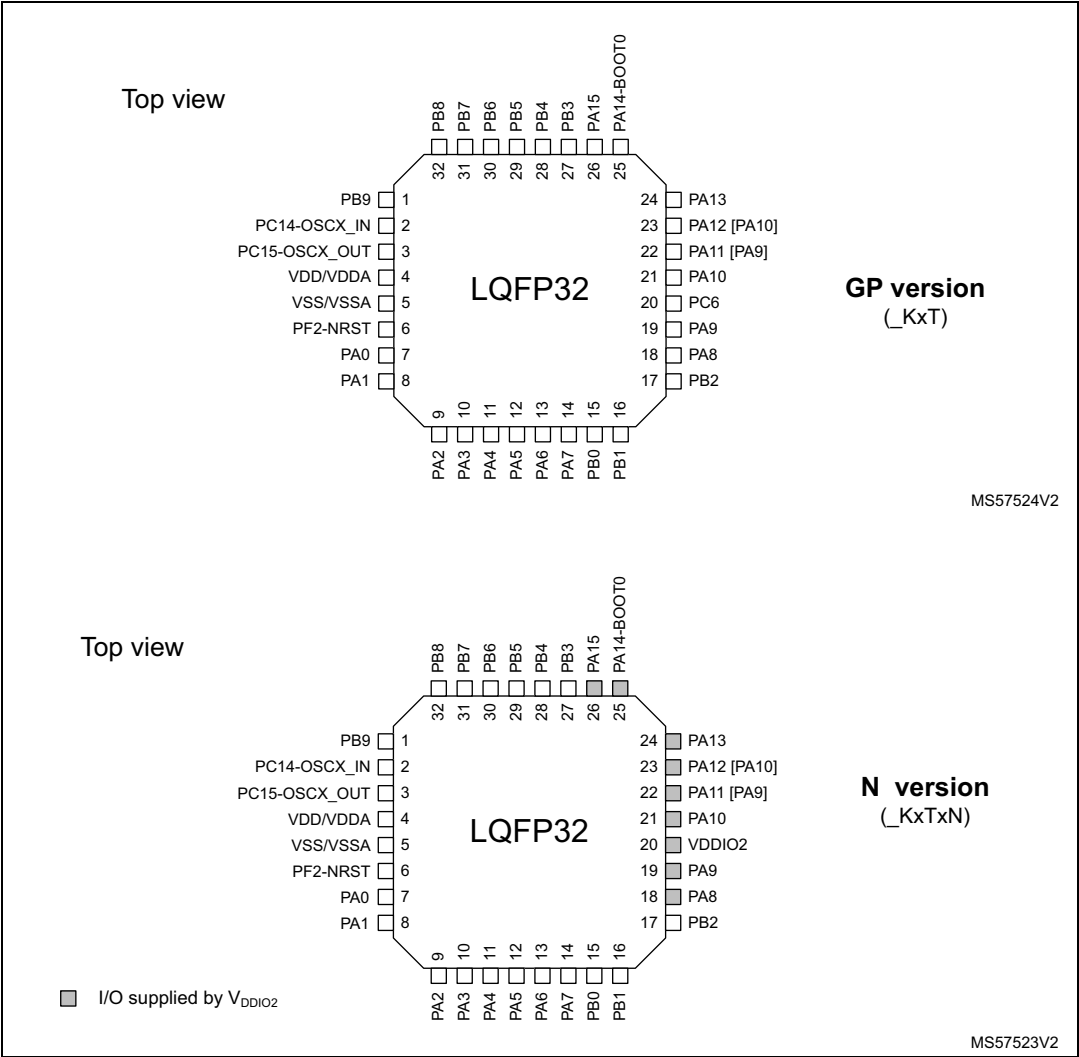 Top view
PB8
PB7
PB6
PB5
PB4
PB3
PA15
PA14-BOOT0
32
31
30
29
28
27
26
25
PB9 1
PC14-OSCX_IN 2
PC15-OSCX_OUT 3
VDD/VDDA 4
VSS/VSSA 5
PF2-NRST 6
PA0 7
PA1 8
LQFP32
24 PA13
23 PA12 [PA10]
22 PA11 [PA9]
21 PA10
20 PC6
19 PA9
18 PA8
17 PB2
GP version
(_KxT)
9
10
11
12
13
14
15
16
PA2
PA3
PA4
PA5
PA6
PA7
PB0
PB1
MS57524V2
Top view
PB8
PB7
PB6
PB5
PB4
PB3
PA15
PA14-BOOT0
32
31
30
29
28
27
26
25
PB9 1
PC14-OSCX_IN 2
PC15-OSCX_OUT 3
VDD/VDDA 4
VSS/VSSA 5
PF2-NRST 6
PA0 7
PA1 8
LQFP32
24 PA13
23 PA12 [PA10]
22 PA11 [PA9]
21 PA10
20 VDDIO2
19 PA9
18 PA8
17 PB2
N version
(_KxTxN)
9
10
11
12
13
14
15
16
PA2
PA3
PA4
PA5
PA6
PA7
PB0
PB1
I/O supplied by VDDIO2
MS57523V2